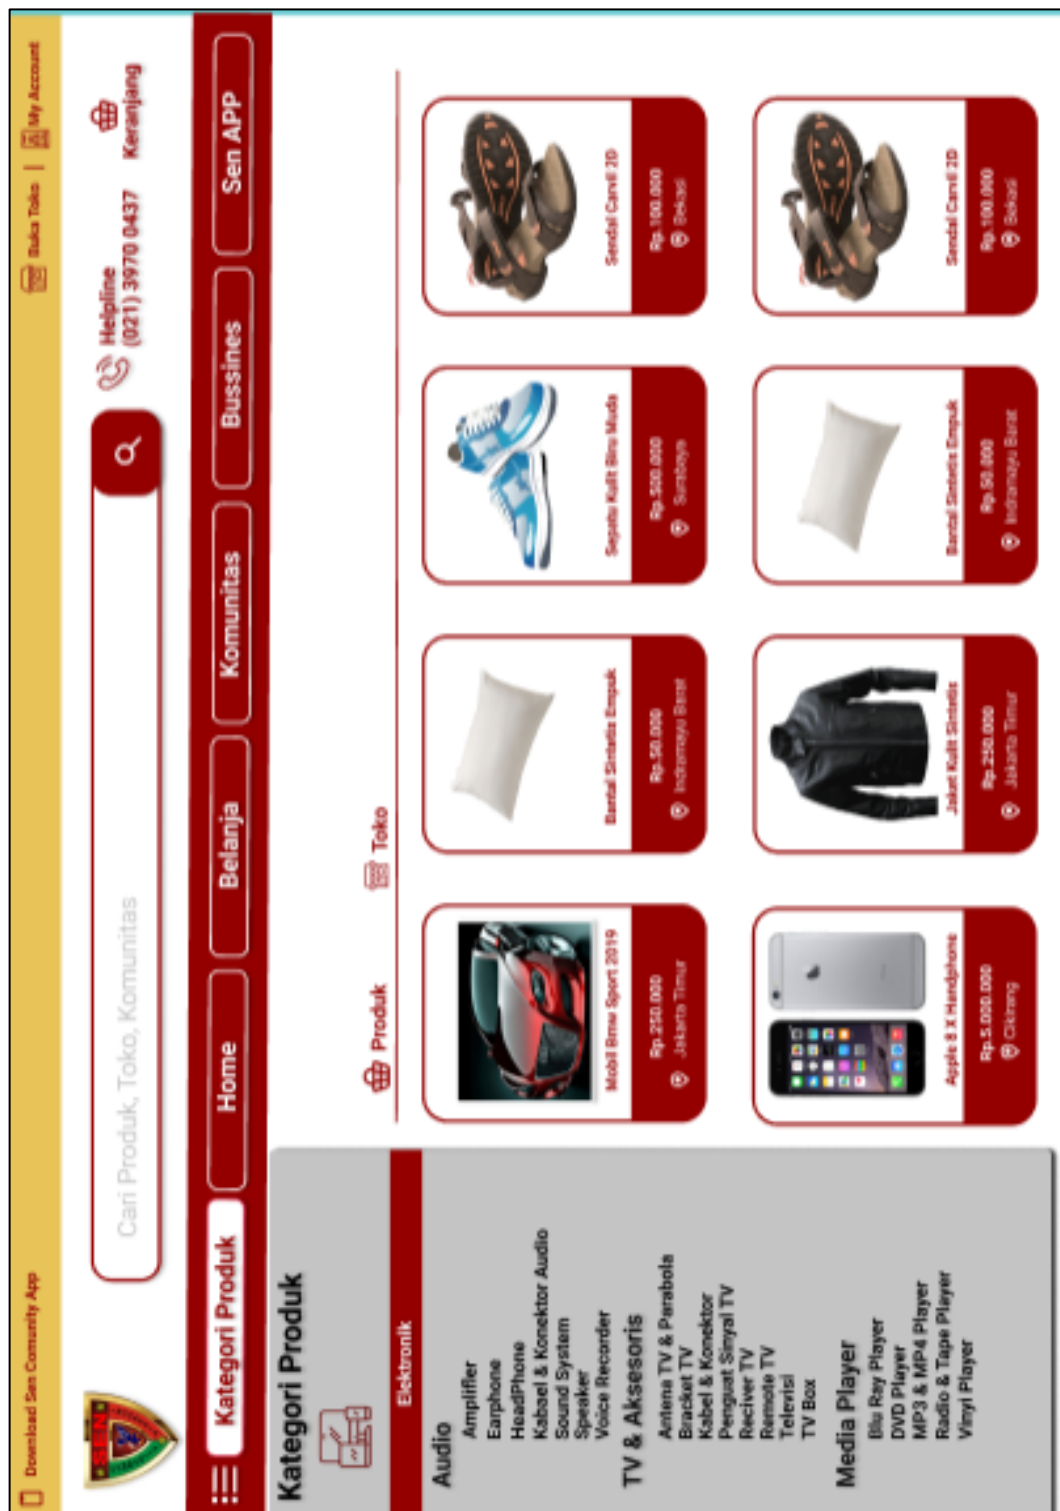 Download Sen Comunity App
Buka Toko | My Account
SEN
Cari Produk, Toko, Komunitas
Helpline
(021) 3970 0437
Keranjang
Kategori Produk
Home
Belanja
Komunitas
Bussines
Sen APP
Kategori Produk
Elektronik
Audio
Amplifier
Earphone
HeadPhone
Kabael & Konektor Audio
Sound System
Speaker
Voice Recorder
TV & Aksesoris
Antena TV & Parabola
Bracket TV
Kabel & Konektor
Penguat Sinyal TV
Reciver TV
Remote TV
Televisi
TV Box
Media Player
Blu Ray Player
DVD Player
MP3 & MP4 Player
Radio & Tape Player
Vinyl Player
Produk
Toko
Mobil Bmw Sport 2019
Rp.250.000
Jakarta Timur
Bantal Sintetis Empuk
Rp.50.000
Indramayu Barat
Sepatu Kulit Biru Muda
Rp.500.000
Surabaya
Sendal Carvil 2D
Rp.100.000
Bekasi
Apple 8 X Handphone
Rp.5.000.000
Cikirang
Jaket Kulit Sintetis
Rp.250.000
Jakarta Timur
Bantal Sintetis Empuk
Rp.50.000
Indramayu Barat
Sendal Carvil 2D
Rp.100.000
Bekasi